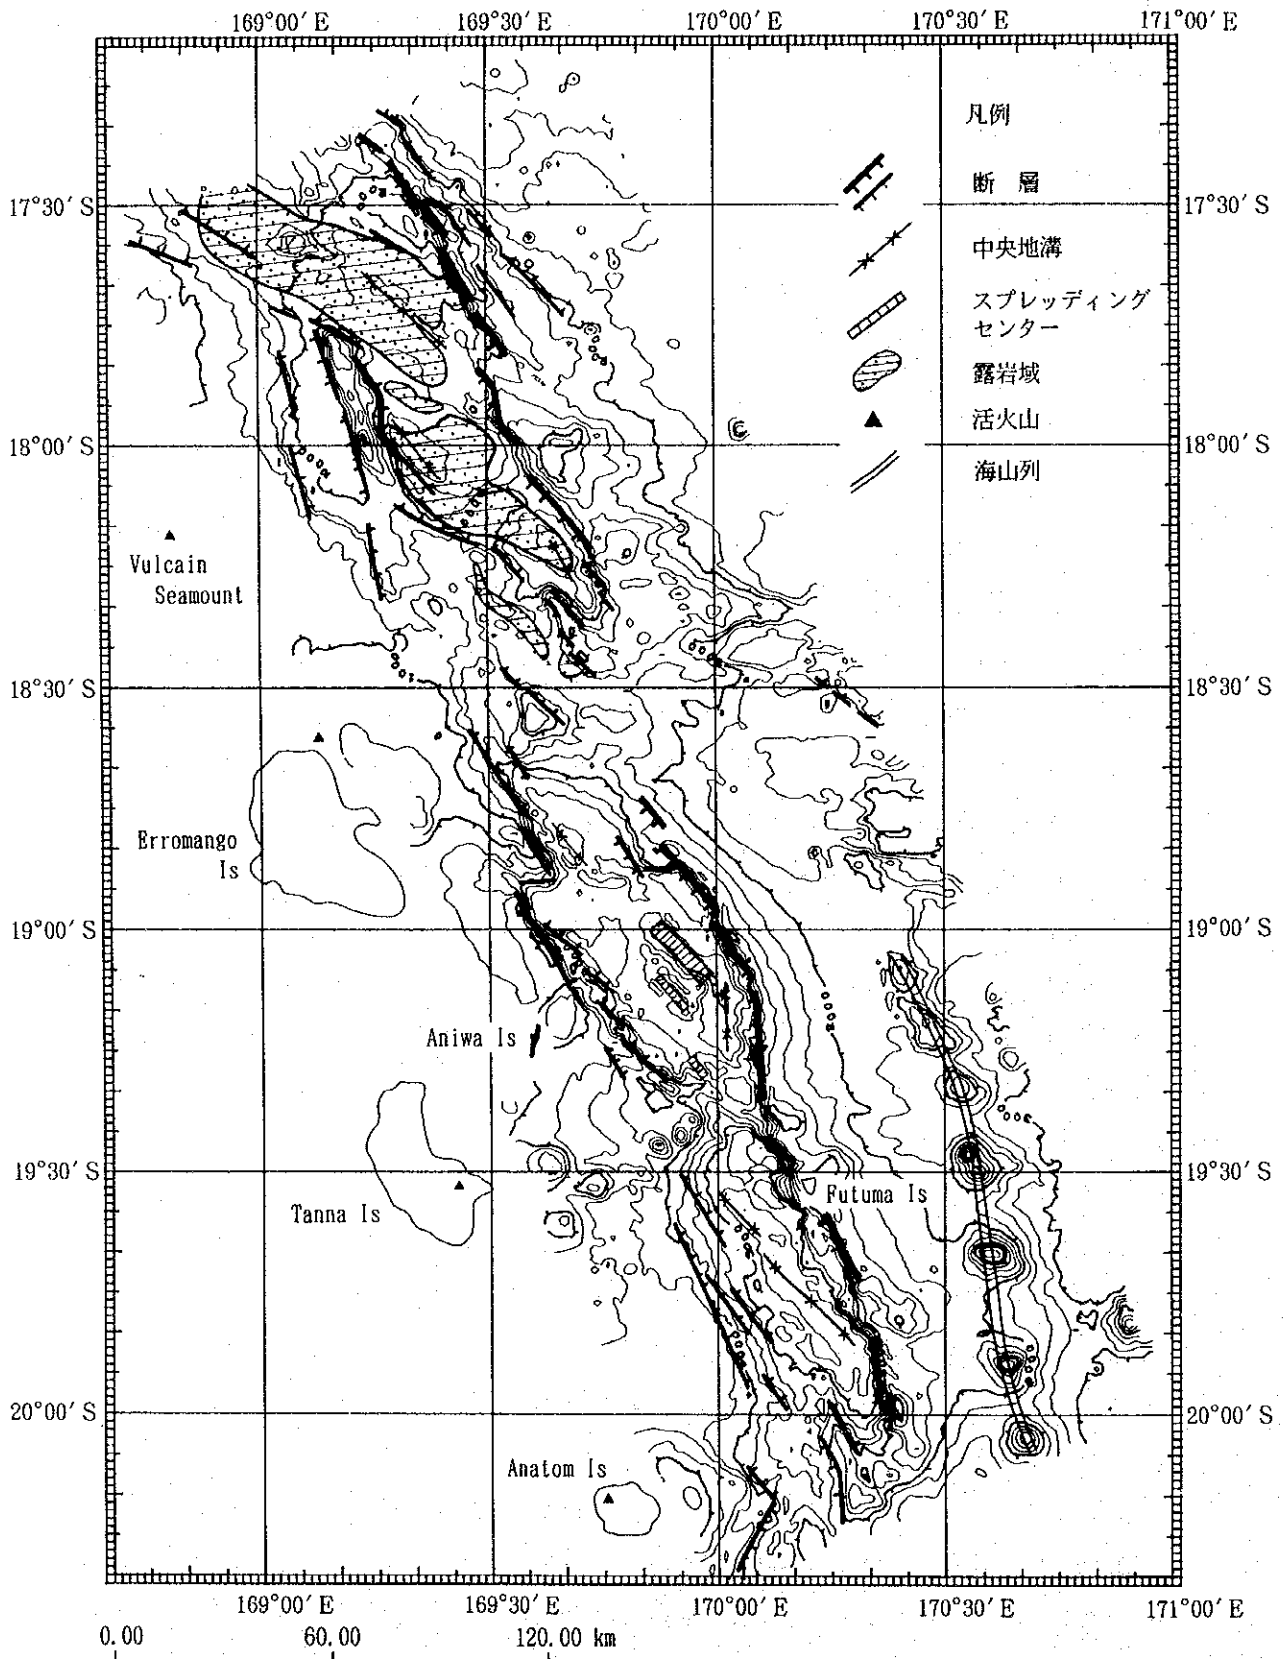 169°00′ E
169°30′ E
170°00′ E
170°30′ E
171°00′ E
凡例
断 層
中央地溝
スプレッディング
センター
露岩域
活火山
海山列
17°30′ S
17°30′ S
18°00′ S
18°00′ S
Vulcain
Seamount
18°30′ S
18°30′ S
Erromango
Is
19°00′ S
19°00′ S
Aniwa Is
19°30′ S
19°30′ S
Tanna Is
Futuma Is
20°00′ S
20°00′ S
Anatom Is
169°00′ E
169°30′ E
170°00′ E
170°30′ E
171°00′ E
0.00
60.00
120.00 km